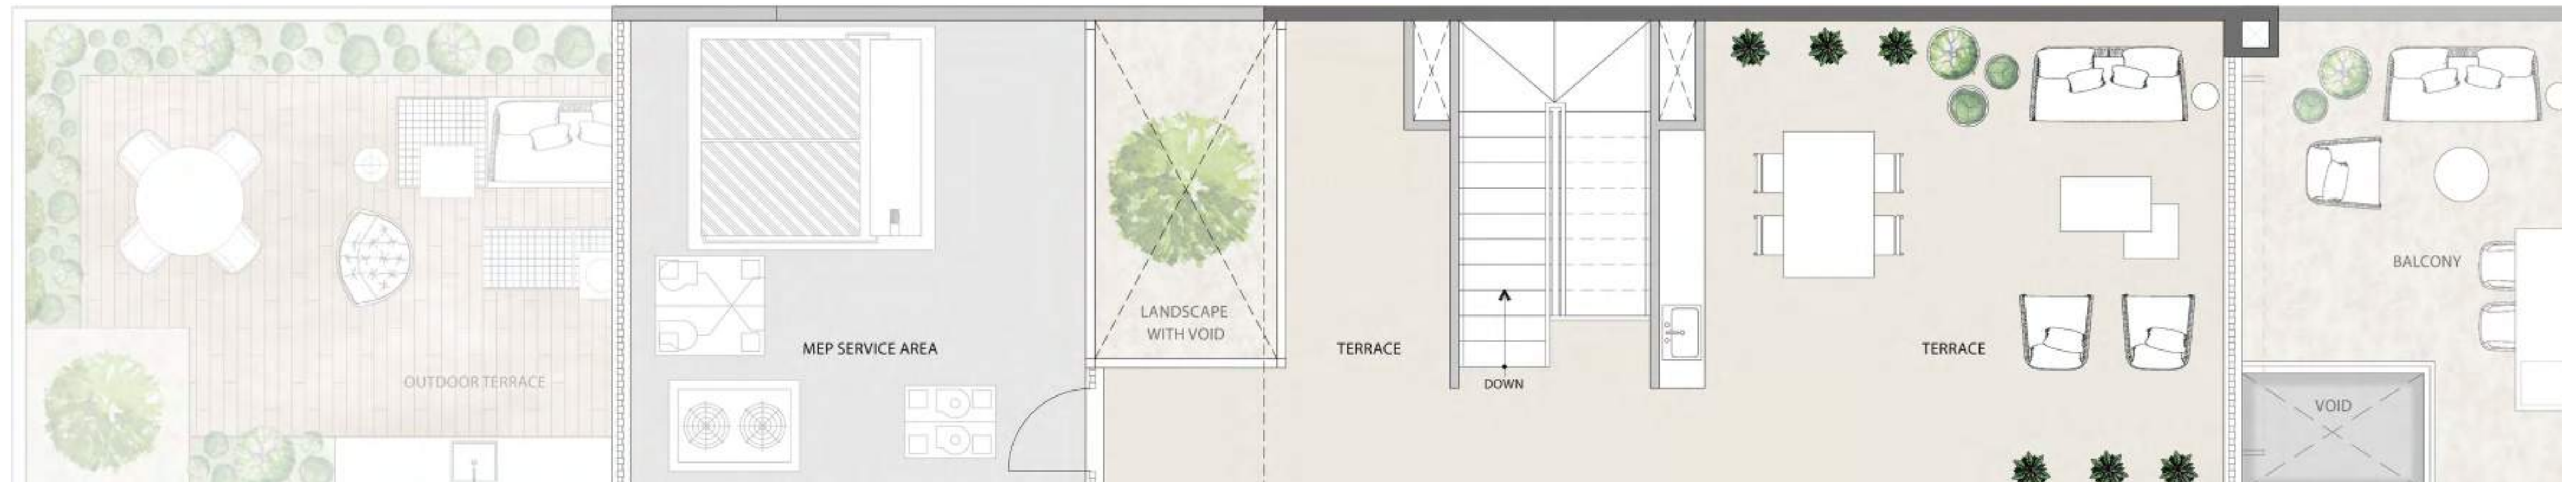 OUTDOOR TERRACE
MEP SERVICE AREA
LANDSCAPE
WITH VOID
TERRACE
DOWN
TERRACE
BALCONY
VOID